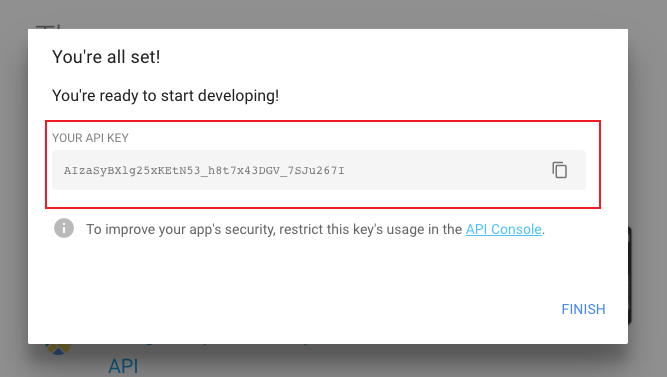 You're all set!
You're ready to start developing!
YOUR API KEY
AIzaSyBXlg25xKEtN53_h8t7x43DGV_7SJu267I
To improve your app's security, restrict this key's usage in the API Console.
FINISH
API